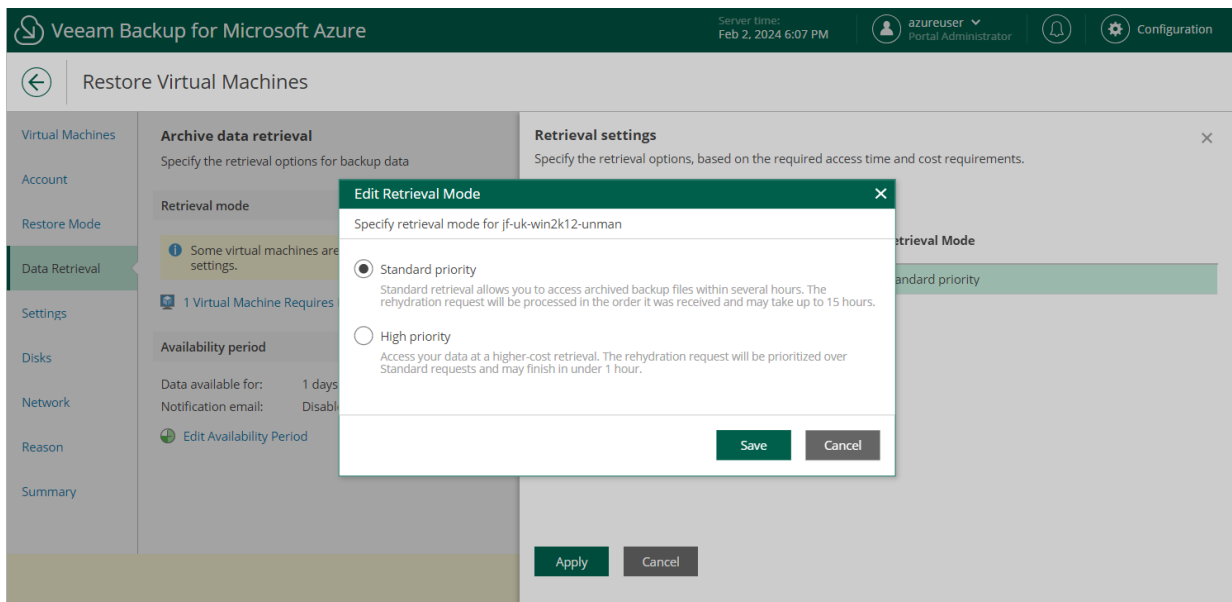 Veeam Backup for Microsoft Azure
Server time:
Feb 2, 2024 6:07 PM
azureuser
Portal Administrator
Configuration
Restore Virtual Machines
Virtual Machines
Account
Restore Mode
Data Retrieval
Settings
Disks
Network
Reason
Summary
Archive data retrieval
Specify the retrieval options for backup data
Retrieval mode
Some virtual machines are
settings.
1 Virtual Machine Requires
Availability period
Data available for: 1 days
Notification email:
Edit Availability Period
Retrieval settings
Specify the retrieval options, based on the required access time and cost requirements.
Mode
priority
Apply
Cancel
Edit Retrieval Mode
Specify retrieval mode for jf-uk-win2k12-unman
Standard priority
Standard retrieval allows you to access archived backup files within several hours. The
rehydration request will be processed in the order it was received and may take up to 15 hours.
High priority
Access your data at a higher-cost retrieval. The rehydration request will be prioritized over
Standard requests and may finish in under 1 hour.
Save
Cancel